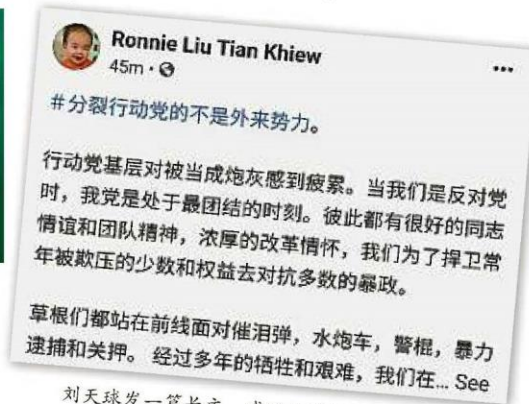 Ronnie Liu Tian Khiew
45m
#分裂行动党的不是外来势力。
行动党基层对被当成炮灰感到疲累。当我们是反对党
时，我党是处于最团结的时刻。彼此都有很好的同志
情谊和团队精神，浓厚的改革情怀，我们为了捍卫常
年被欺压的少数和权益去对抗多数的暴政。
草根们都站在前线面对催泪弹，水炮车，警棍，暴力
逮捕和关押。 经过多年的牺牲和艰难，我们在... See
刘天球发一篇长文